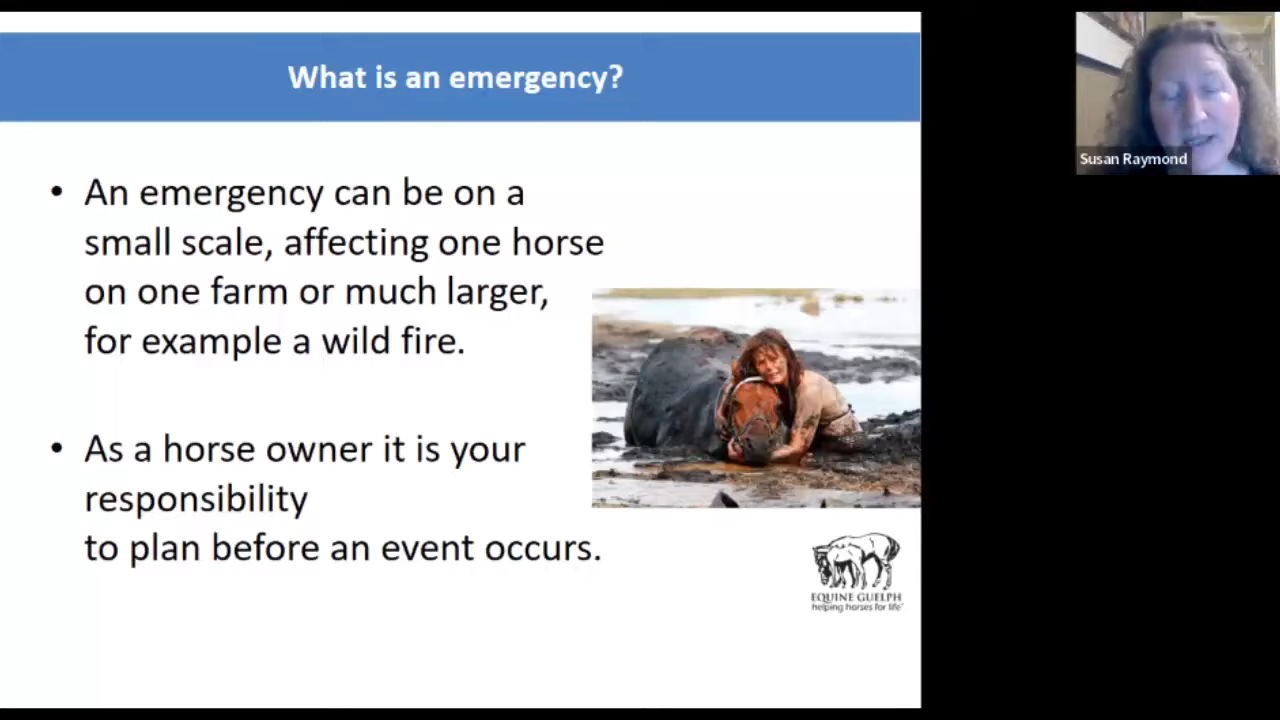 What is an emergency?
• An emergency can be on a
small scale, affecting one horse
on one farm or much larger,
for example a wild fire.
• As a horse owner it is your
responsibility
to plan before an event occurs.
EQUINE GUELPH
helping horses for life™
Susan Raymond